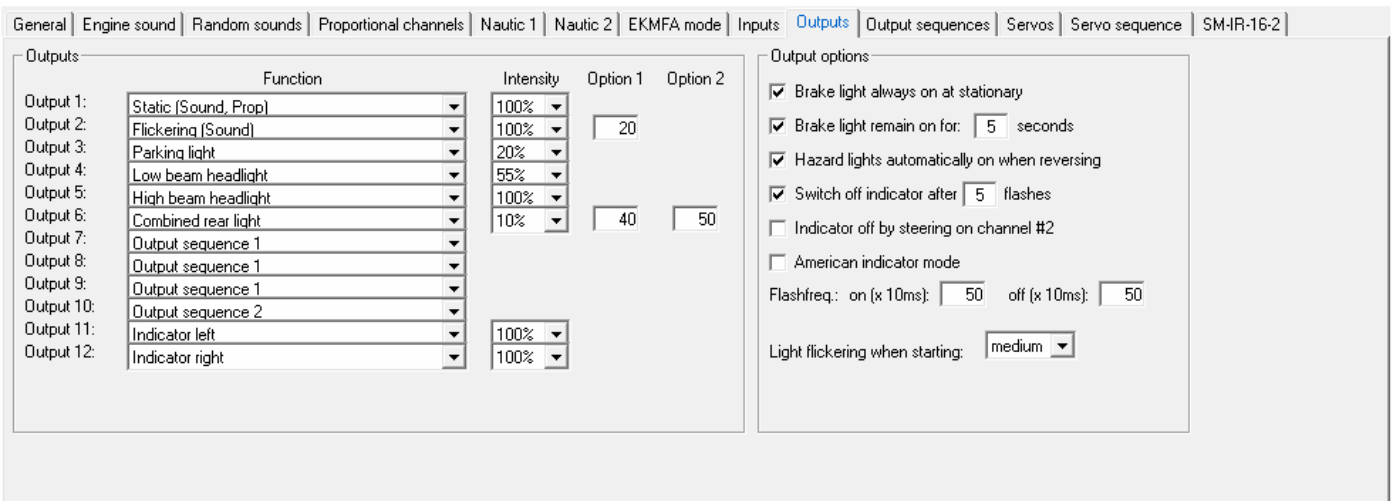 General Engine sound Random sounds Proportional channels Nautic 1 Nautic 2 EKMFA mode Inputs Outputs Output sequences Servos Servo sequence SM-IR-16-2
Outputs
Function Intensity Option 1 Option 2
Output 1: Static (Sound, Prop) 100%
Output 2: Flickering (Sound) 100% 20
Output 3: Parking light 20%
Output 4: Low beam headlight 55%
Output 5: High beam headlight 100%
Output 6: Combined rear light 10% 40 50
Output 7: Output sequence 1
Output 8: Output sequence 1
Output 9: Output sequence 1
Output 10: Output sequence 2
Output 11: Indicator left 100%
Output 12: Indicator right 100%
Output options
Brake light always on at stationary
Brake light remain on for: 5 seconds
Hazard lights automatically on when reversing
Switch off indicator after 5 flashes
Indicator off by steering on channel #2
American indicator mode
Flashfreq.: on (x 10ms): 50 off (x 10ms): 50
Light flickering when starting: medium